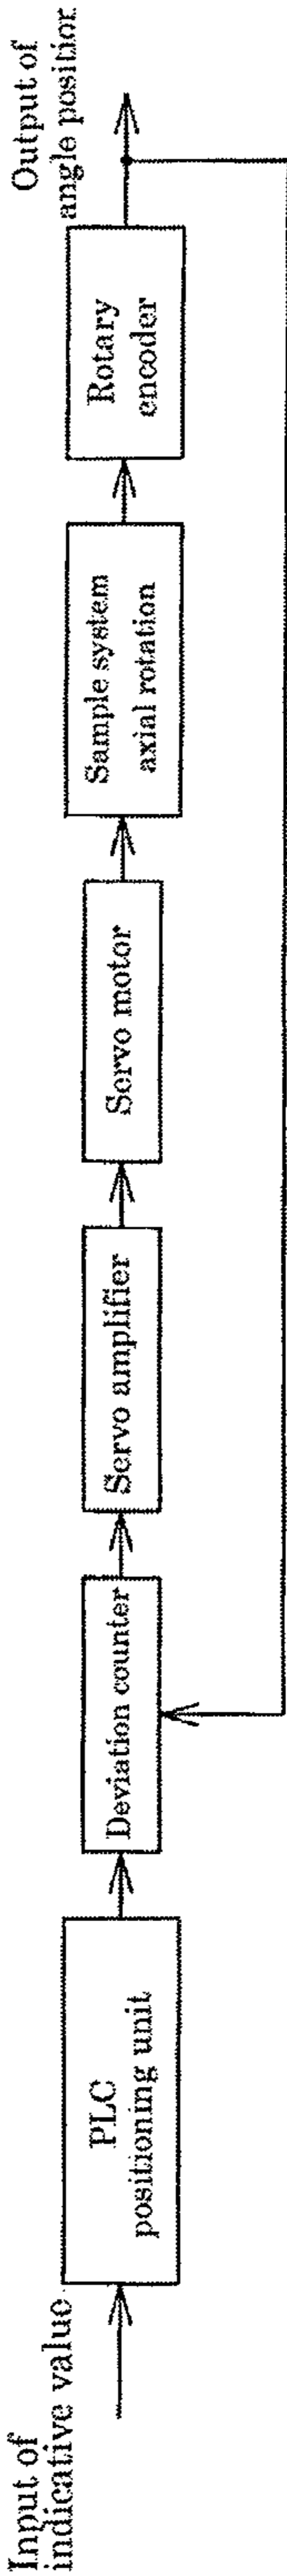 Input of
indicative value
PLC
positioning unit
Deviation counter
Servo amplifier
Servo motor
Sample system
axial rotation
Rotary
encoder
Output of
angle position